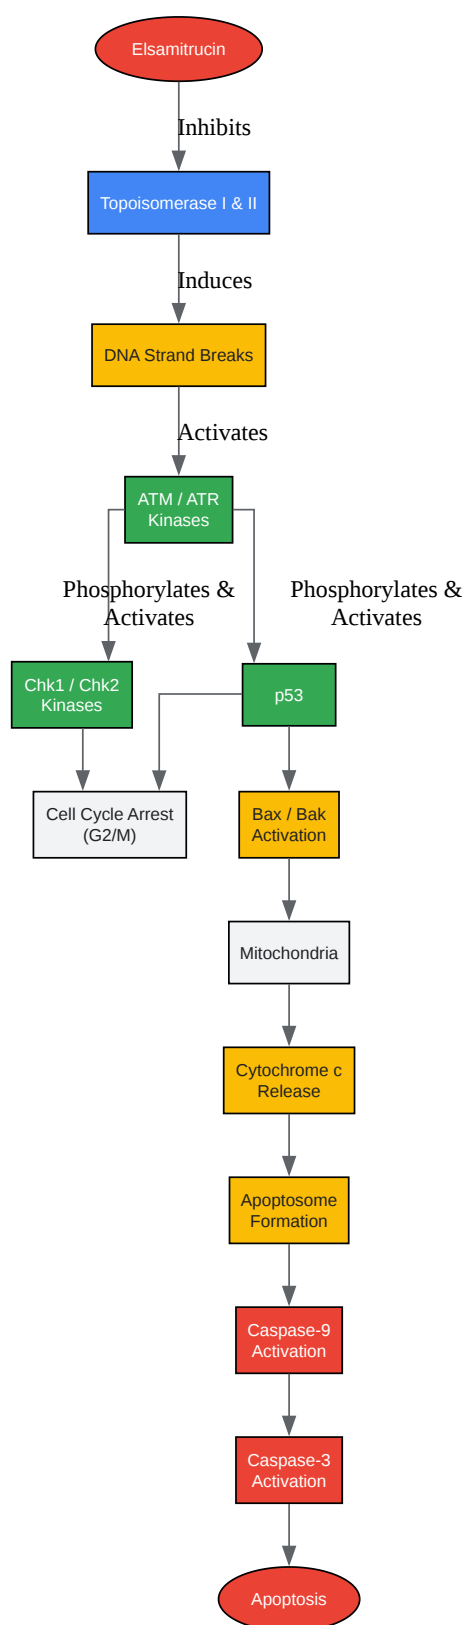 Elsamitrucin
Inhibits
Topoisomerase I & II
Induces
DNA Strand Breaks
Activates
ATM / ATR
Kinases
Phosphorylates &
Activates
Phosphorylates &
Activates
Chk1 / Chk2
Kinases
p53
Cell Cycle Arrest
(G2/M)
Bax / Bak
Activation
Mitochondria
Cytochrome c
Release
Apoptosome
Formation
Caspase-9
Activation
Caspase-3
Activation
Apoptosis